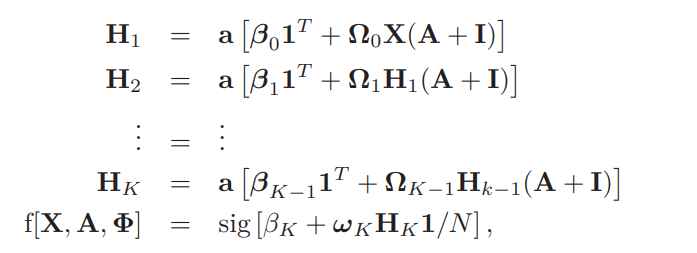 H₁ = a [β₀1ᵀ + Ω₀X(A + I)]
H₂ = a [β₁1ᵀ + Ω₁H₁(A + I)]
⋮ = ⋮
H_K = a [β_{K−1}1ᵀ + Ω_{K−1}H_{k−1}(A + I)]
f[X, A, Φ] = sig [β_K + ω_K H_K 1/N] ,